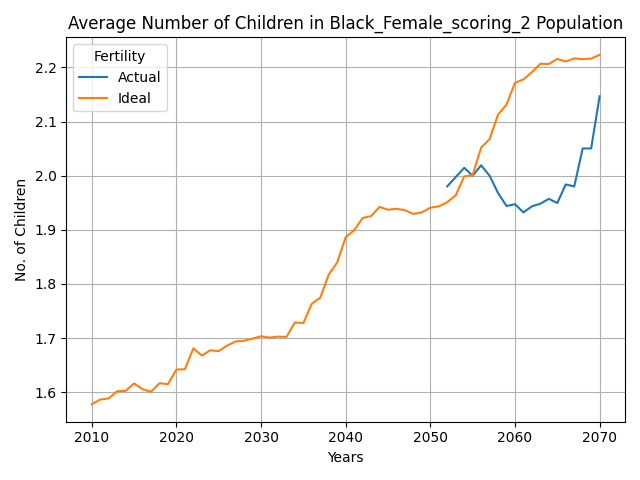 Average Number of Children in Black_Female_scoring_2 Population
Fertility
Actual
Ideal
No. of Children
2.2
2.1
2.0
1.9
1.8
1.7
1.6
2010 2020 2030 2040 2050 2060 2070
Years